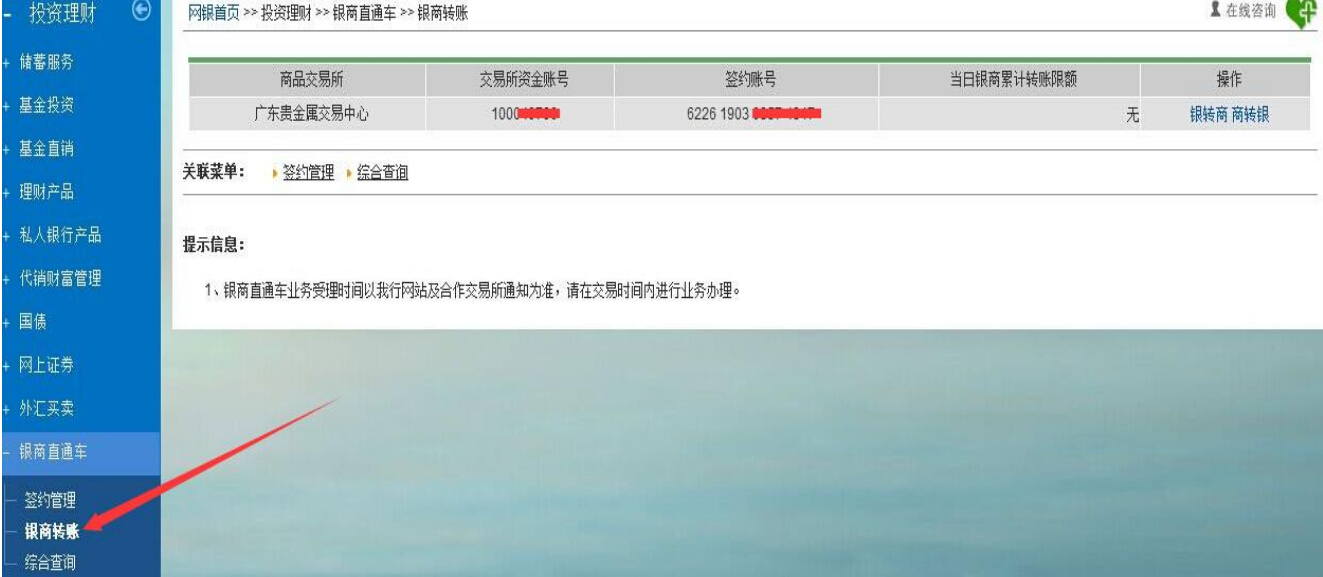 - 投资理财
网银首页 >> 投资理财 >> 银商直通车 >> 银商转账
在线咨询
+ 储蓄服务
+ 基金投资
+ 基金直销
+ 理财产品
+ 私人银行产品
+ 代销财富管理
+ 国债
+ 网上证券
+ 外汇买卖
- 银商直通车
签约管理
银商转账
综合查询
商品交易所 交易所资金账号 签约账号 当日银商累计转账限额 操作
广东贵金属交易中心 1000 6226 1903 无 银转商 商转银
关联菜单: 签约管理 综合查询
提示信息:
1、银商直通车业务受理时间以我行网站及合作交易所通知为准，请在交易时间内进行业务办理。